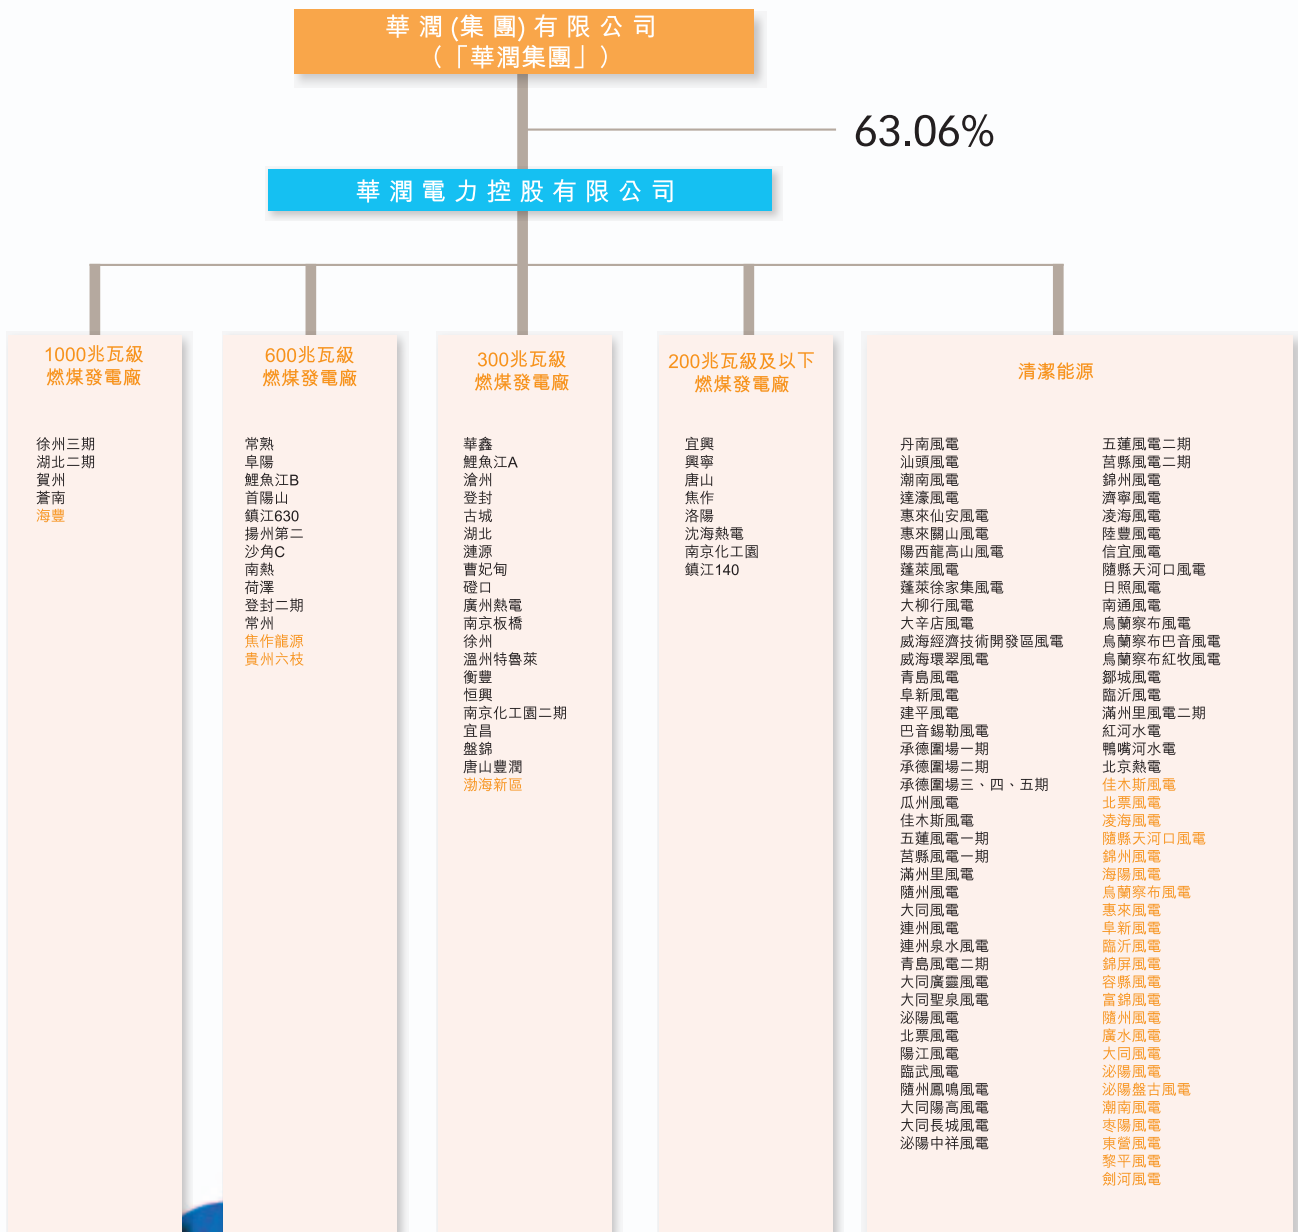 華潤(集團)有限公司
(「華潤集團」)
63.06%
華潤電力控股有限公司
1000兆瓦級
燃煤發電廠
徐州三期
湖北二期
賀州
蒼南
海豐
600兆瓦級
燃煤發電廠
常熟
阜陽
鯉魚江B
首陽山
鎮江630
揚州第二
沙角C
南熱
荷澤
登封二期
常州
焦作龍源
貴州六枝
300兆瓦級
燃煤發電廠
華鑫
鯉魚江A
滄州
登封
古城
湖北
漣源
曹妃甸
磴口
廣州熱電
南京板橋
徐州
溫州特魯萊
衡豐
恒興
南京化工園二期
宜昌
盤錦
唐山豐潤
渤海新區
200兆瓦級及以下
燃煤發電廠
宜興
興寧
唐山
焦作
洛陽
沈海熱電
南京化工園
鎮江140
清潔能源
丹南風電
汕頭風電
潮南風電
達濠風電
惠來仙安風電
惠來關山風電
陽西龍高山風電
蓬萊風電
蓬萊徐家集風電
大柳行風電
大辛店風電
威海經濟技術開發區風電
威海環翠風電
青島風電
阜新風電
建平風電
巴音錫勒風電
承德圍場一期
承德圍場二期
承德圍場三、四、五期
瓜州風電
佳木斯風電
五蓮風電一期
莒縣風電一期
滿州里風電
隨州風電
大同風電
連州風電
連州泉水風電
青島風電二期
大同廣靈風電
大同聖泉風電
泌陽風電
北票風電
陽江風電
臨武風電
隨州鳳鳴風電
大同陽高風電
大同長城風電
泌陽中祥風電
五蓮風電二期
莒縣風電二期
錦州風電
濟寧風電
凌海風電
陸豐風電
信宜風電
隨縣天河口風電
日照風電
南通風電
烏蘭察布風電
烏蘭察布巴音風電
烏蘭察布紅牧風電
鄒城風電
臨沂風電
滿州里風電二期
紅河水電
鴨嘴河水電
北京熱電
佳木斯風電
北票風電
凌海風電
隨縣天河口風電
錦州風電
海陽風電
烏蘭察布風電
惠來風電
阜新風電
臨沂風電
錦屏風電
容縣風電
富錦風電
隨州風電
廣水風電
大同風電
泌陽風電
泌陽盤古風電
潮南風電
棗陽風電
東營風電
黎平風電
劍河風電